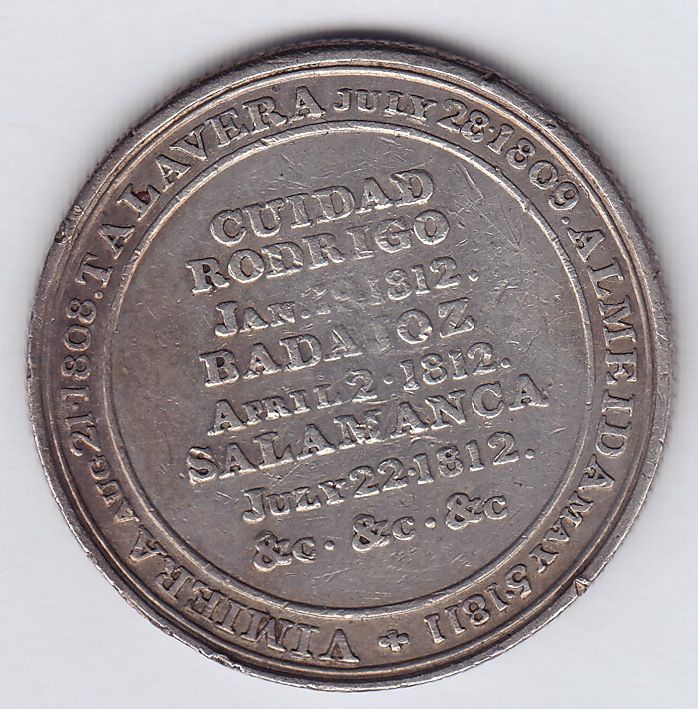 VIMIERA AUG. 21. 1808. TALAVERA JULY 28. 1809. ALMEIDA MAY 5. 1811
CUIDAD
RODRIGO
JAN. 1812.
BADAJOZ
APRIL 2. 1812.
SALAMANCA
JULY 22. 1812.
&c. &c. &c